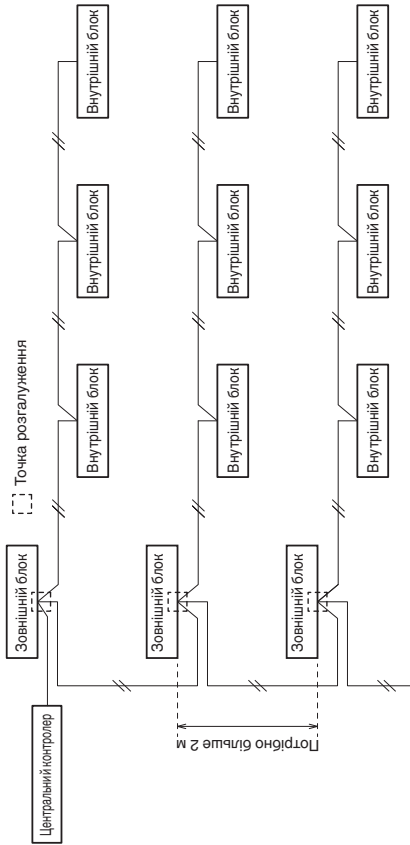 Точка розгалуження
Центральний контролер
Зовнішній блок
Внутрішній блок
Внутрішній блок
Внутрішній блок
Зовнішній блок
Внутрішній блок
Внутрішній блок
Внутрішній блок
Зовнішній блок
Внутрішній блок
Внутрішній блок
Внутрішній блок
Потрібно більше 2 м